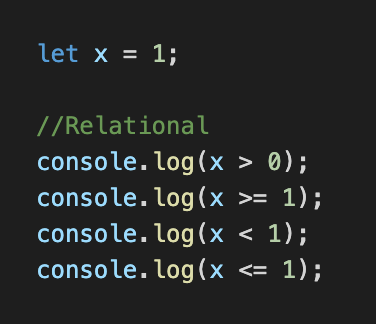 let x = 1;
//Relational
console.log(x > 0);
console.log(x >= 1);
console.log(x < 1);
console.log(x <= 1);